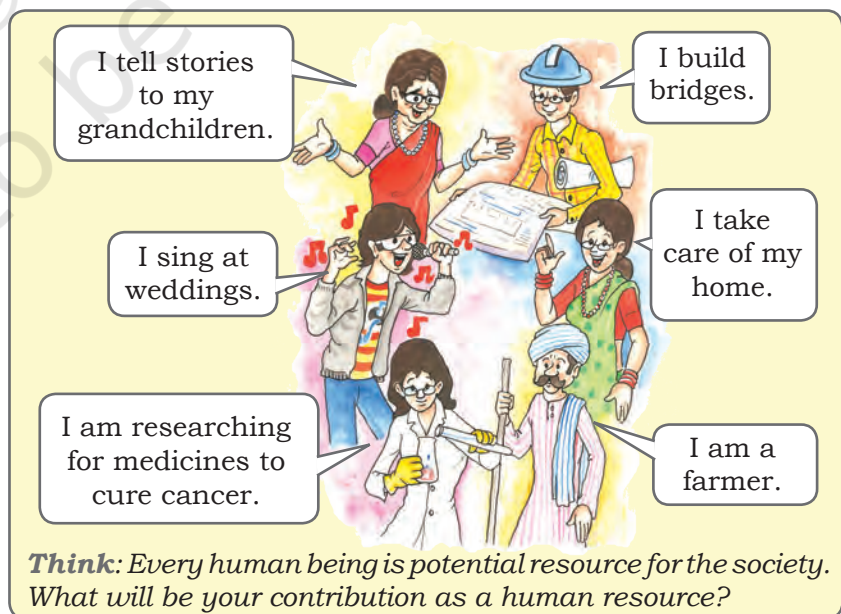 I tell stories
to my
grandchildren.
I build
bridges.
I sing at
weddings.
I take
care of my
home.
I am researching
for medicines to
cure cancer.
I am a
farmer.
Think: Every human being is potential resource for the society.
What will be your contribution as a human resource?
to be